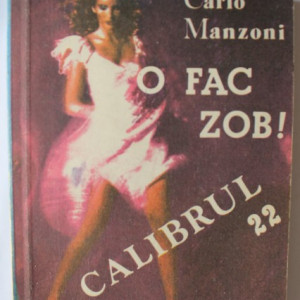 Carlo
Manzoni
O FAC
ZOB!
CALIBRUL
22